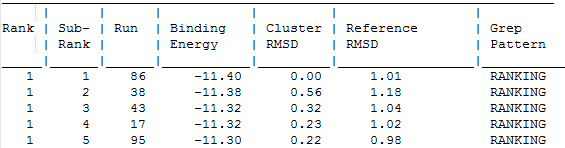 Rank | Sub- | Run | Binding | Cluster | Reference | Grep
| Rank | | Energy | RMSD | RMSD | Pattern
1 1 86 -11.40 0.00 1.01 RANKING
1 2 38 -11.38 0.56 1.18 RANKING
1 3 43 -11.32 0.32 1.04 RANKING
1 4 17 -11.32 0.23 1.02 RANKING
1 5 95 -11.30 0.22 0.98 RANKING